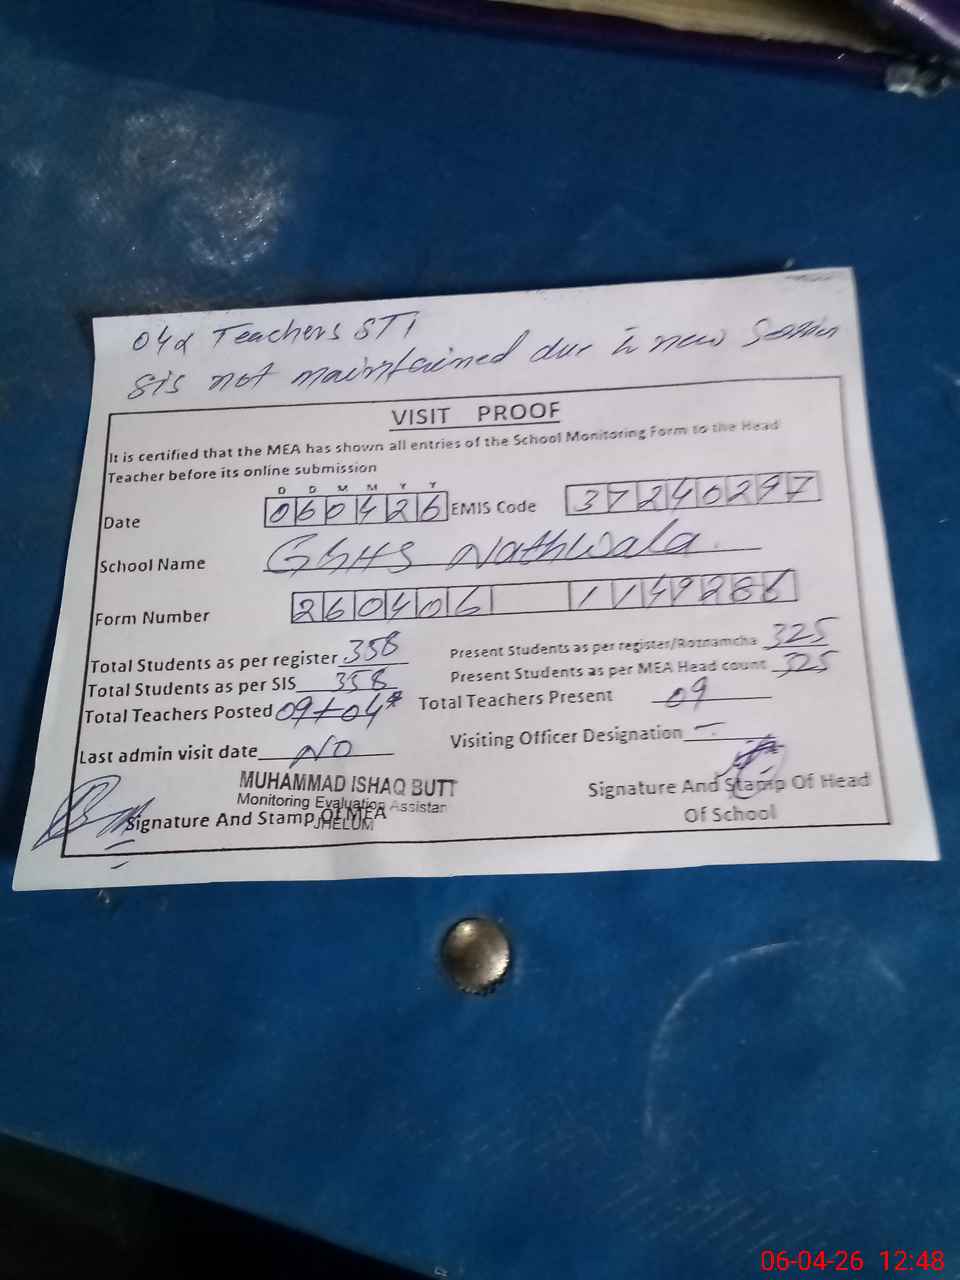 04α Teachers STI
SIS not maintained due to new Session
VISIT PROOF
It is certified that the MEA has shown all entries of the School Monitoring Form to the Head
Teacher before its online submission
D D M M Y Y
Date 060426 EMIS Code 37240297
School Name GGHS Nathwala
Form Number 260406 1149286
Total Students as per register 358 Present Students as per register/Roznamcha 325
Total Students as per SIS 358 Present Students as per MEA Head count 325
Total Teachers Posted 09+04* Total Teachers Present 09
Last admin visit date NO Visiting Officer Designation —
MUHAMMAD ISHAQ BUTT
Monitoring Evaluation Assistan
JHELUM
Signature And Stamp Of MEA
Signature And Stamp Of Head
Of School
06-04-26 12:48